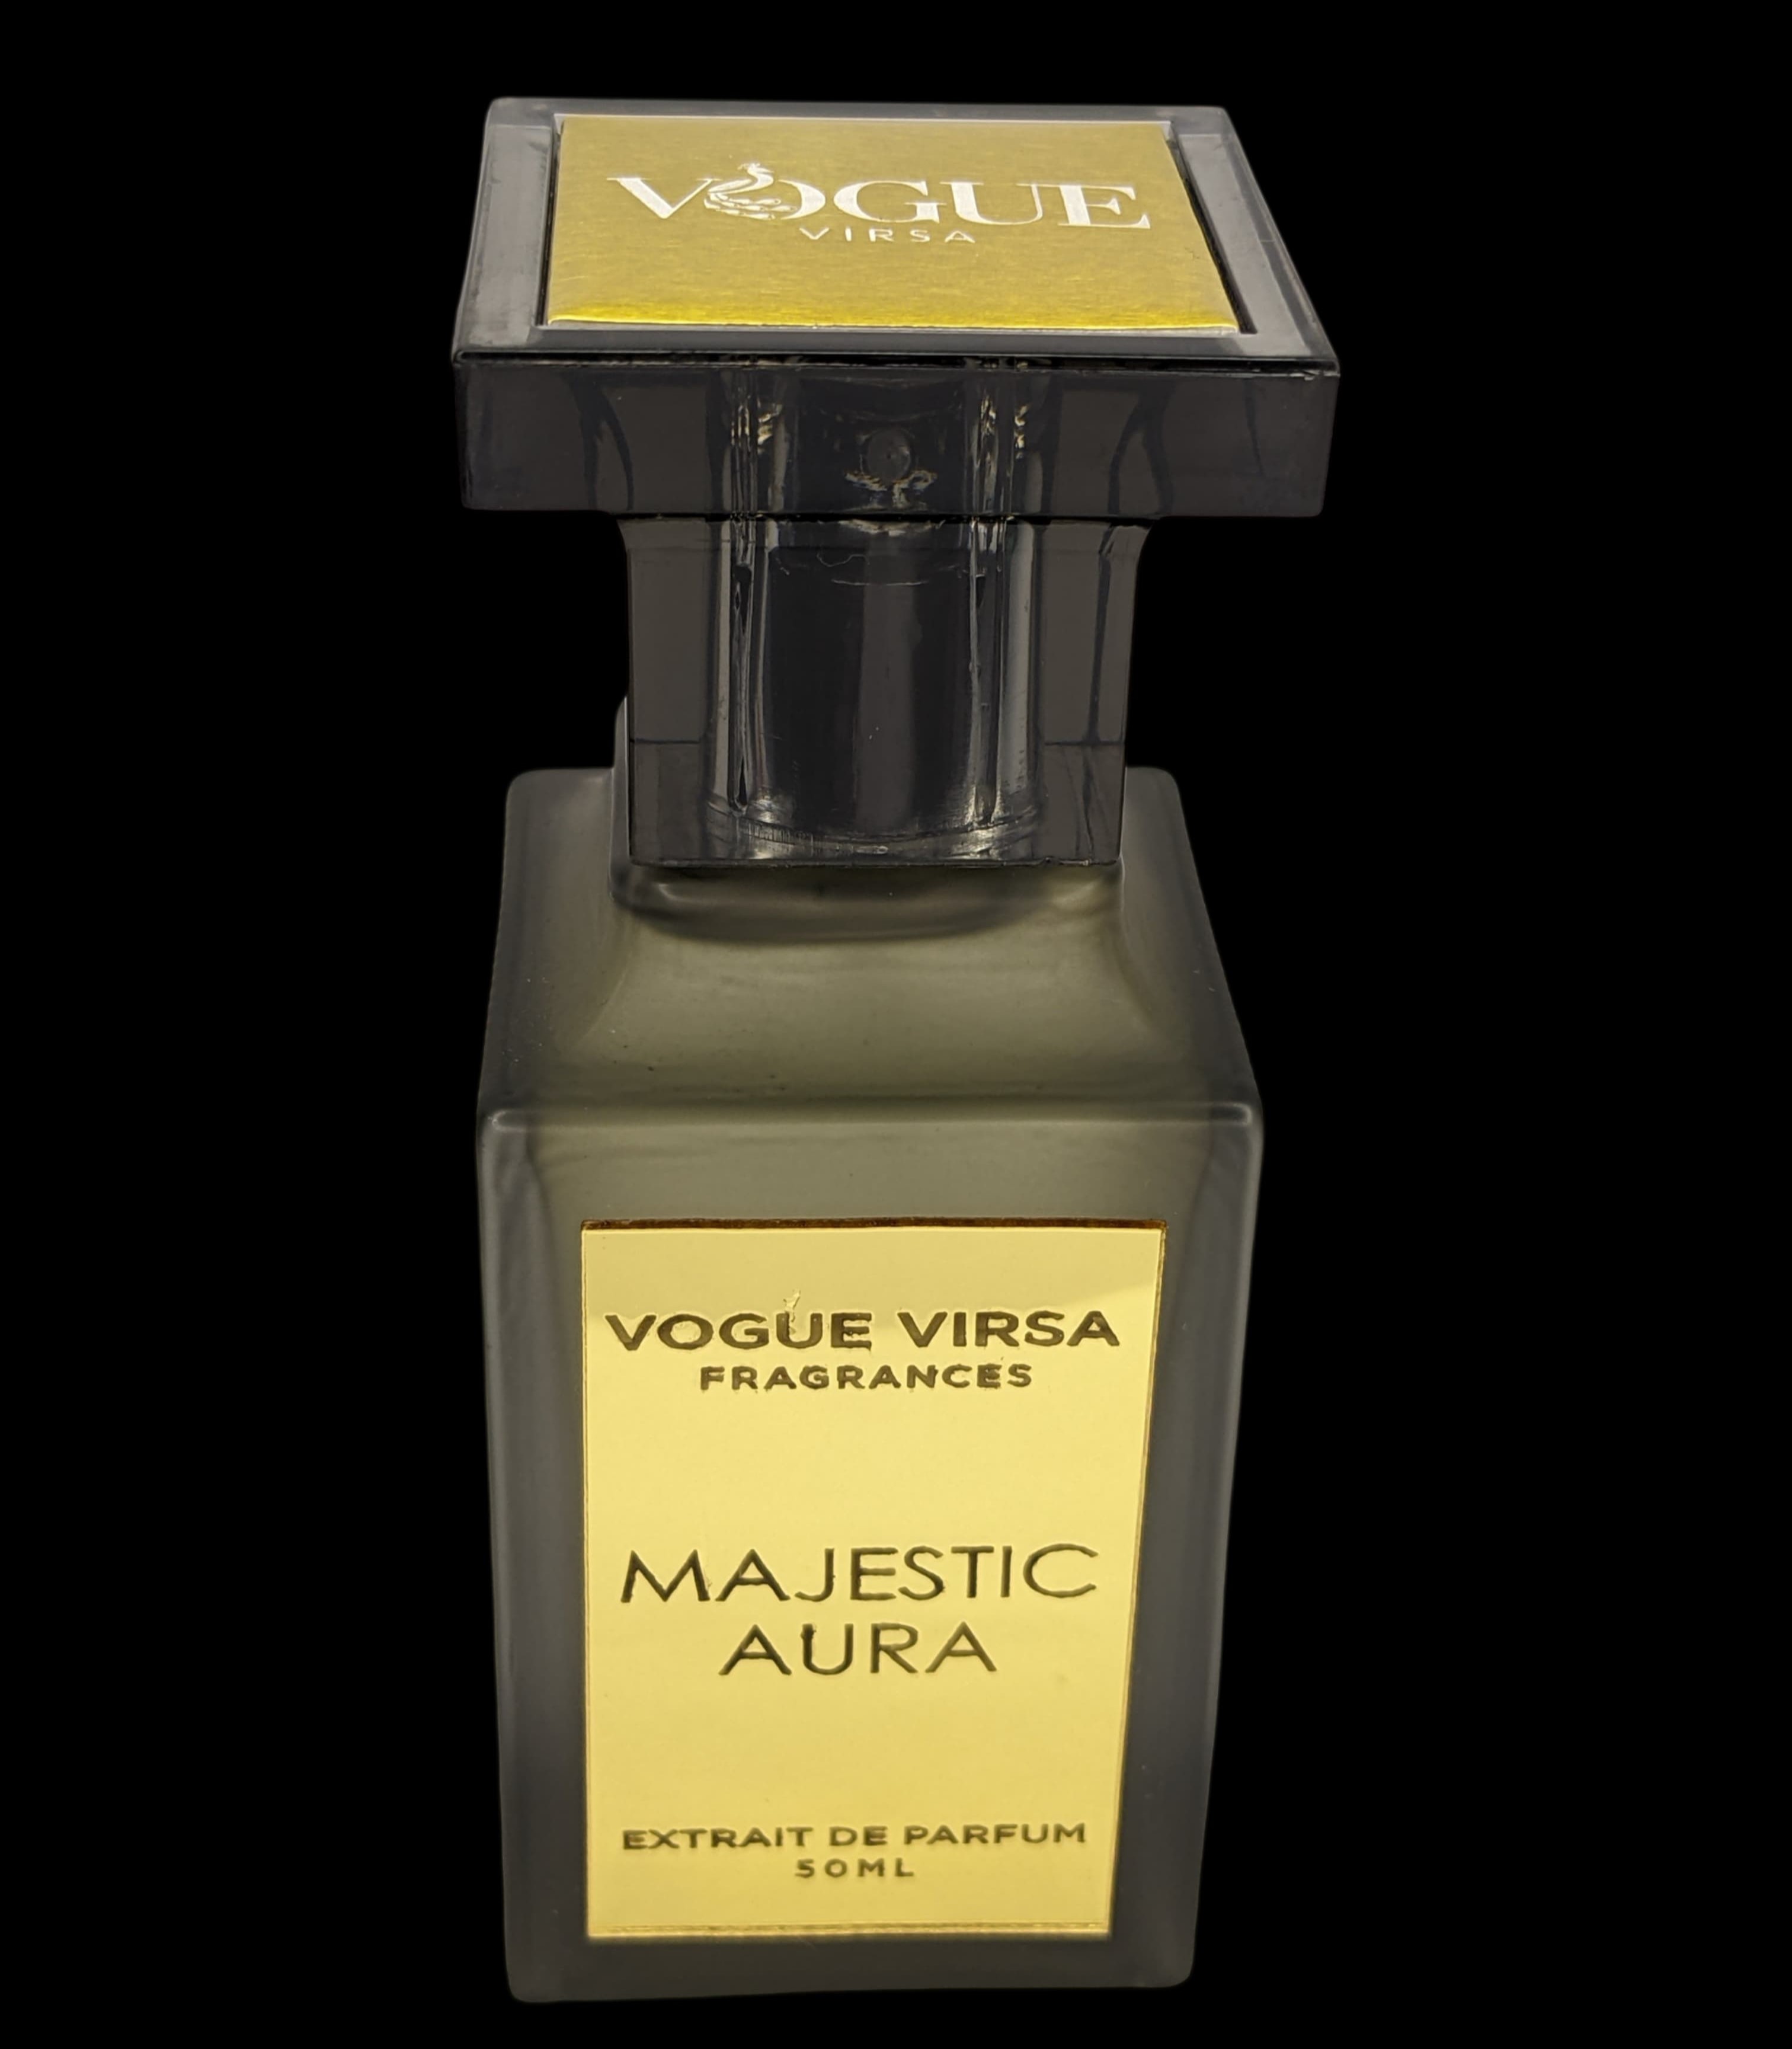 VOGUE
VIRSA
VOGUE VIRSA
FRAGRANCES
MAJESTIC
AURA
EXTRAIT DE PARFUM
50ML